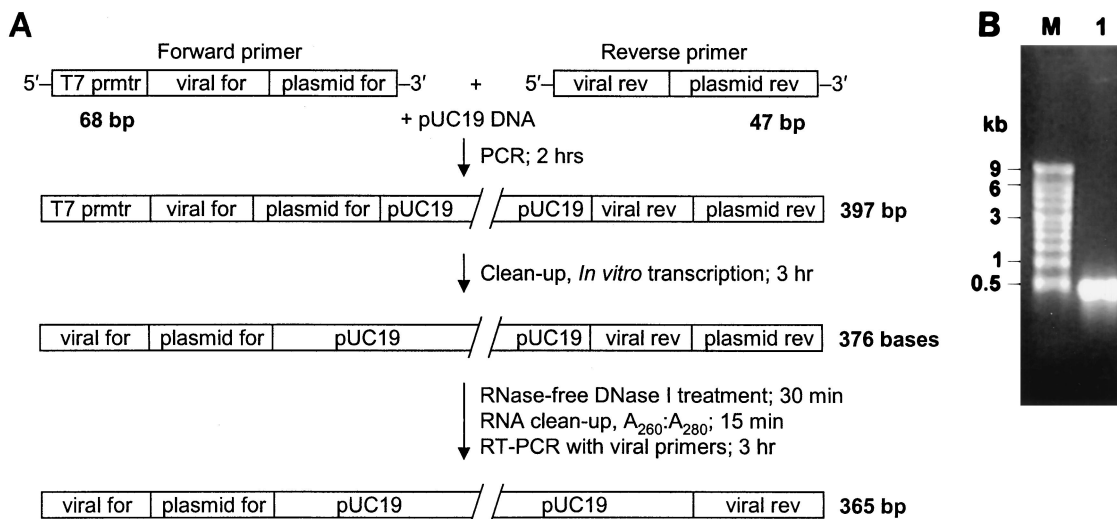 A
Forward primer
Reverse primer
5′– T7 prmtr viral for plasmid for –3′ + 5′– viral rev plasmid rev –3′
68 bp + pUC19 DNA 47 bp
PCR; 2 hrs
T7 prmtr viral for plasmid for pUC19 pUC19 viral rev plasmid rev 397 bp
Clean-up, In vitro transcription; 3 hr
viral for plasmid for pUC19 pUC19 viral rev plasmid rev 376 bases
RNase-free DNase I treatment; 30 min
RNA clean-up, A260:A280; 15 min
RT-PCR with viral primers; 3 hr
viral for plasmid for pUC19 pUC19 viral rev 365 bp
B M 1
kb
9
6
3
1
0.5